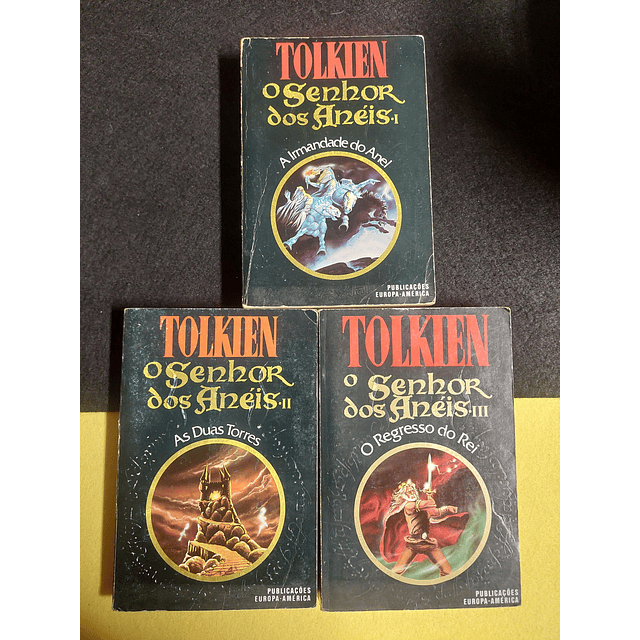 TOLKIEN
O Senhor
dos Anéis·I
A Irmandade do Anel
PUBLICAÇÕES
EUROPA-AMÉRICA
TOLKIEN
O Senhor
dos Anéis·II
As Duas Torres
PUBLICAÇÕES
EUROPA-AMÉRICA
TOLKIEN
O Senhor
dos Anéis·III
O Regresso do Rei
PUBLICAÇÕES
EUROPA-AMÉRICA